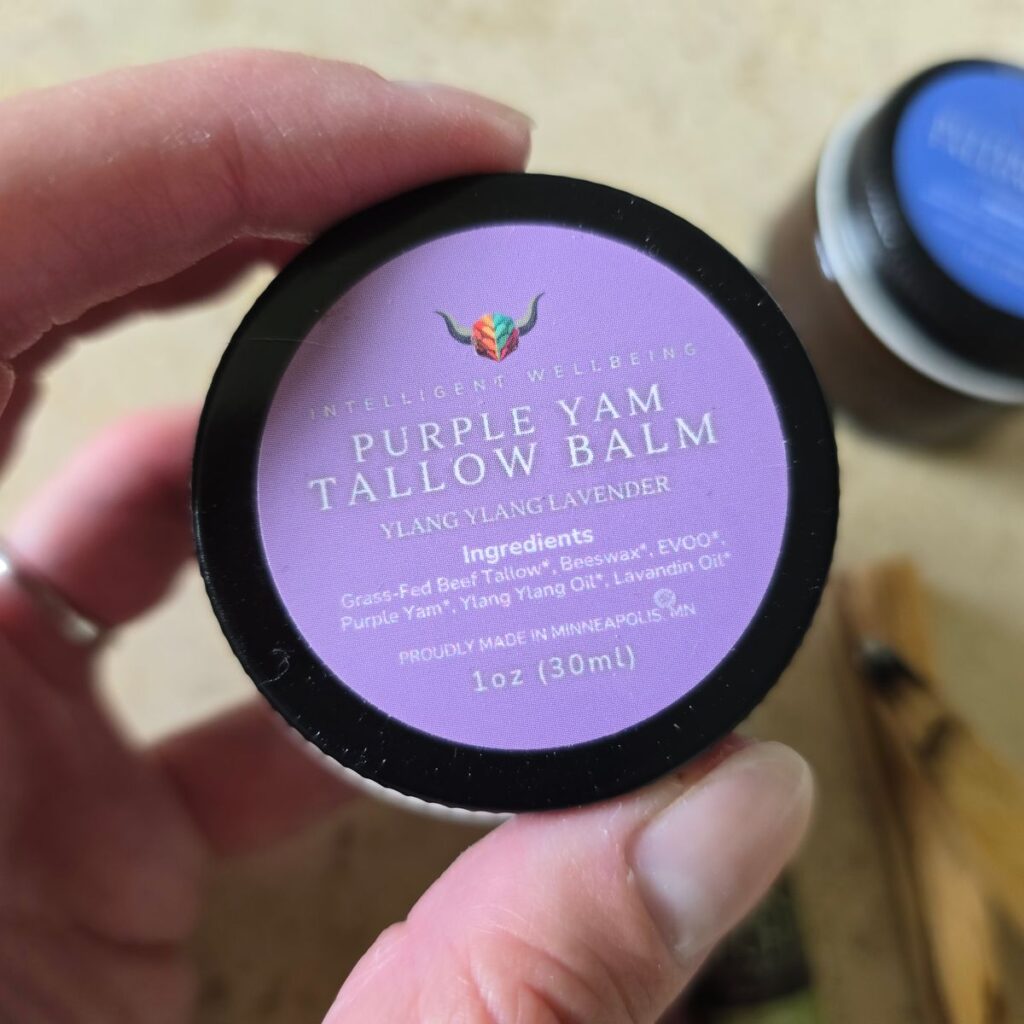 INTELLIGENT WELLBEING
PURPLE YAM
TALLOW BALM
YLANG YLANG LAVENDER
Ingredients
Grass-Fed Beef Tallow*, Beeswax*, EVOO*,
Purple Yam*, Ylang Ylang Oil*, Lavandin Oil*
PROUDLY MADE IN MINNEAPOLIS, MN
1oz (30ml)